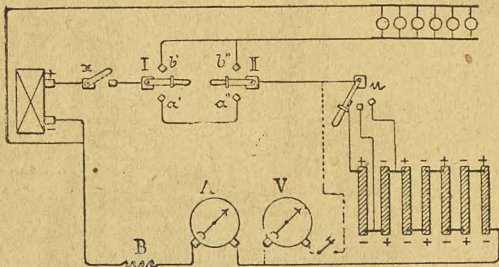 + x I b' b'' II u
a' a''
−
+ − + − + − +
A V
− + − + − + −
B